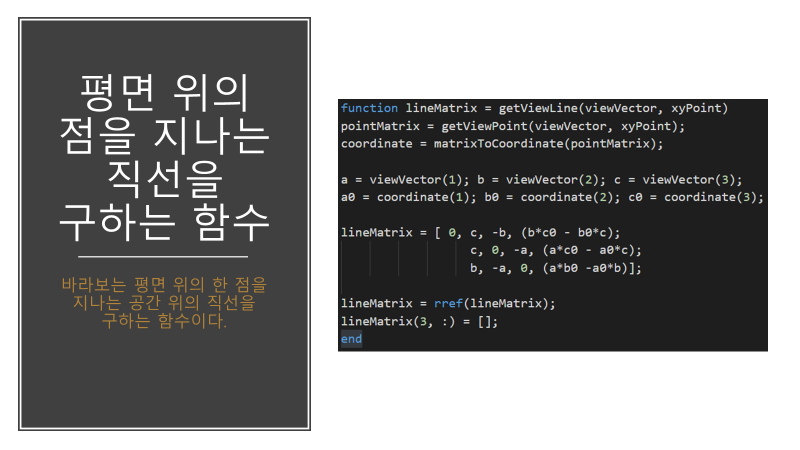 평면 위의
점을 지나는
직선을
구하는 함수
바라보는 평면 위의 한 점을
지나는 공간 위의 직선을
구하는 함수이다.
function lineMatrix = getViewLine(viewVector, xyPoint)
pointMatrix = getViewPoint(viewVector, xyPoint);
coordinate = matrixToCoordinate(pointMatrix);
a = viewVector(1); b = viewVector(2); c = viewVector(3);
a0 = coordinate(1); b0 = coordinate(2); c0 = coordinate(3);
lineMatrix = [ 0, c, -b, (b*c0 - b0*c);
c, 0, -a, (a*c0 - a0*c);
b, -a, 0, (a*b0 -a0*b)];
lineMatrix = rref(lineMatrix);
lineMatrix(3, :) = [];
end